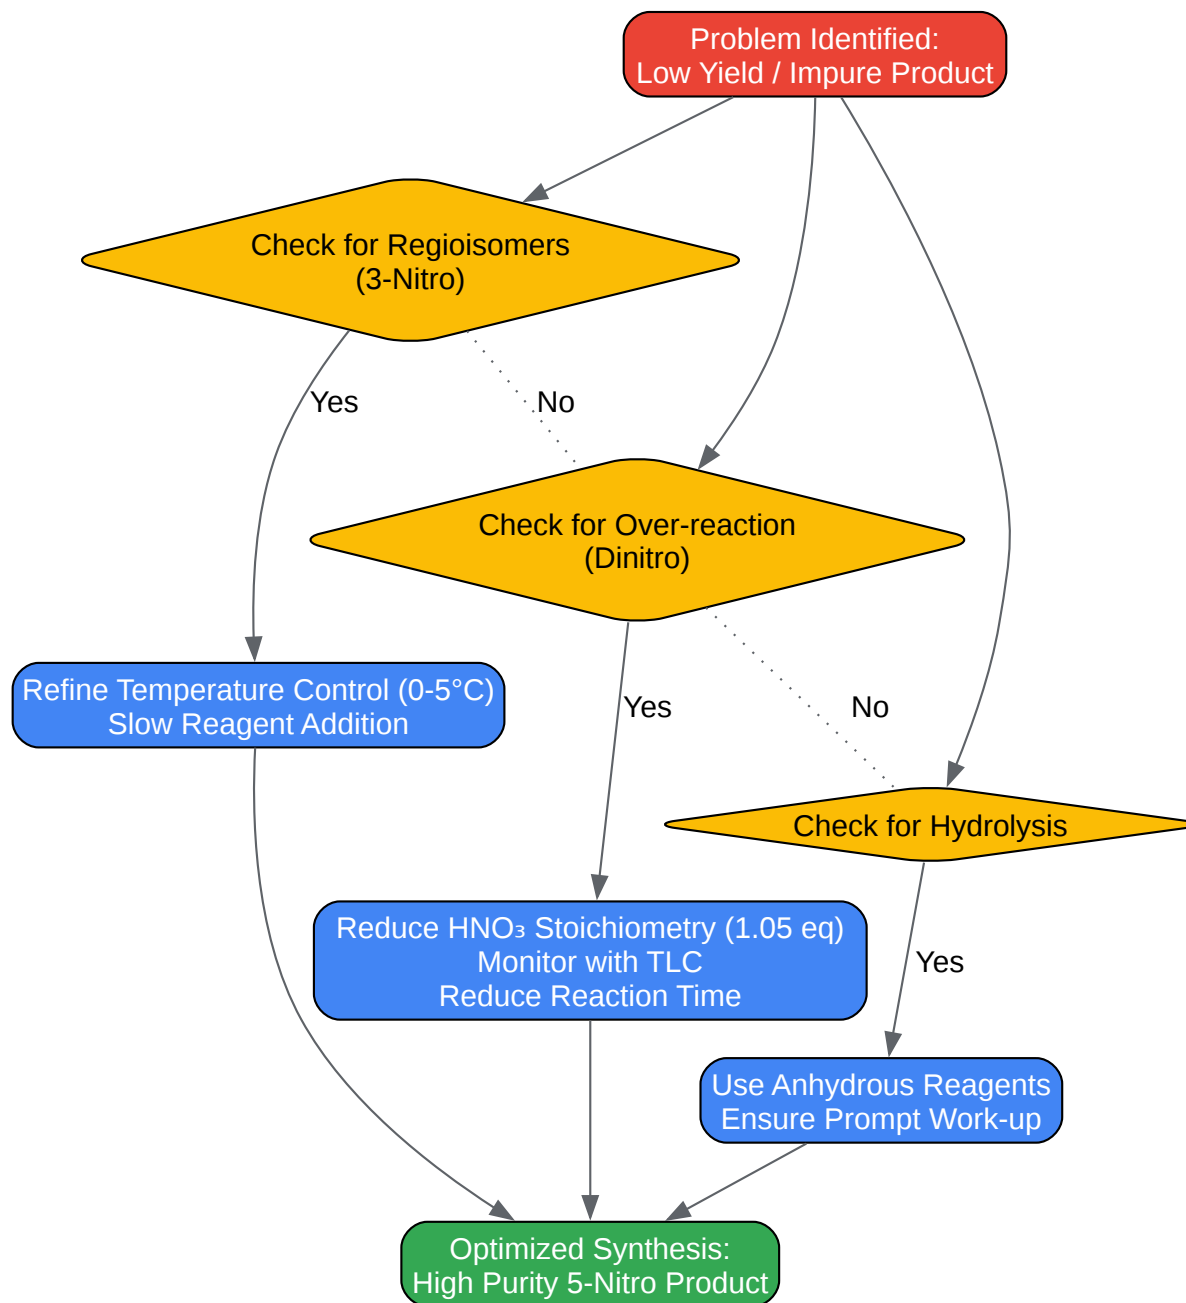 Problem Identified:
Low Yield / Impure Product
Check for Regioisomers
(3-Nitro)
Yes
No
Check for Over-reaction
(Dinitro)
Refine Temperature Control (0-5°C)
Slow Reagent Addition
Yes
No
Check for Hydrolysis
Reduce HNO₃ Stoichiometry (1.05 eq)
Monitor with TLC
Reduce Reaction Time
Yes
Use Anhydrous Reagents
Ensure Prompt Work-up
Optimized Synthesis:
High Purity 5-Nitro Product